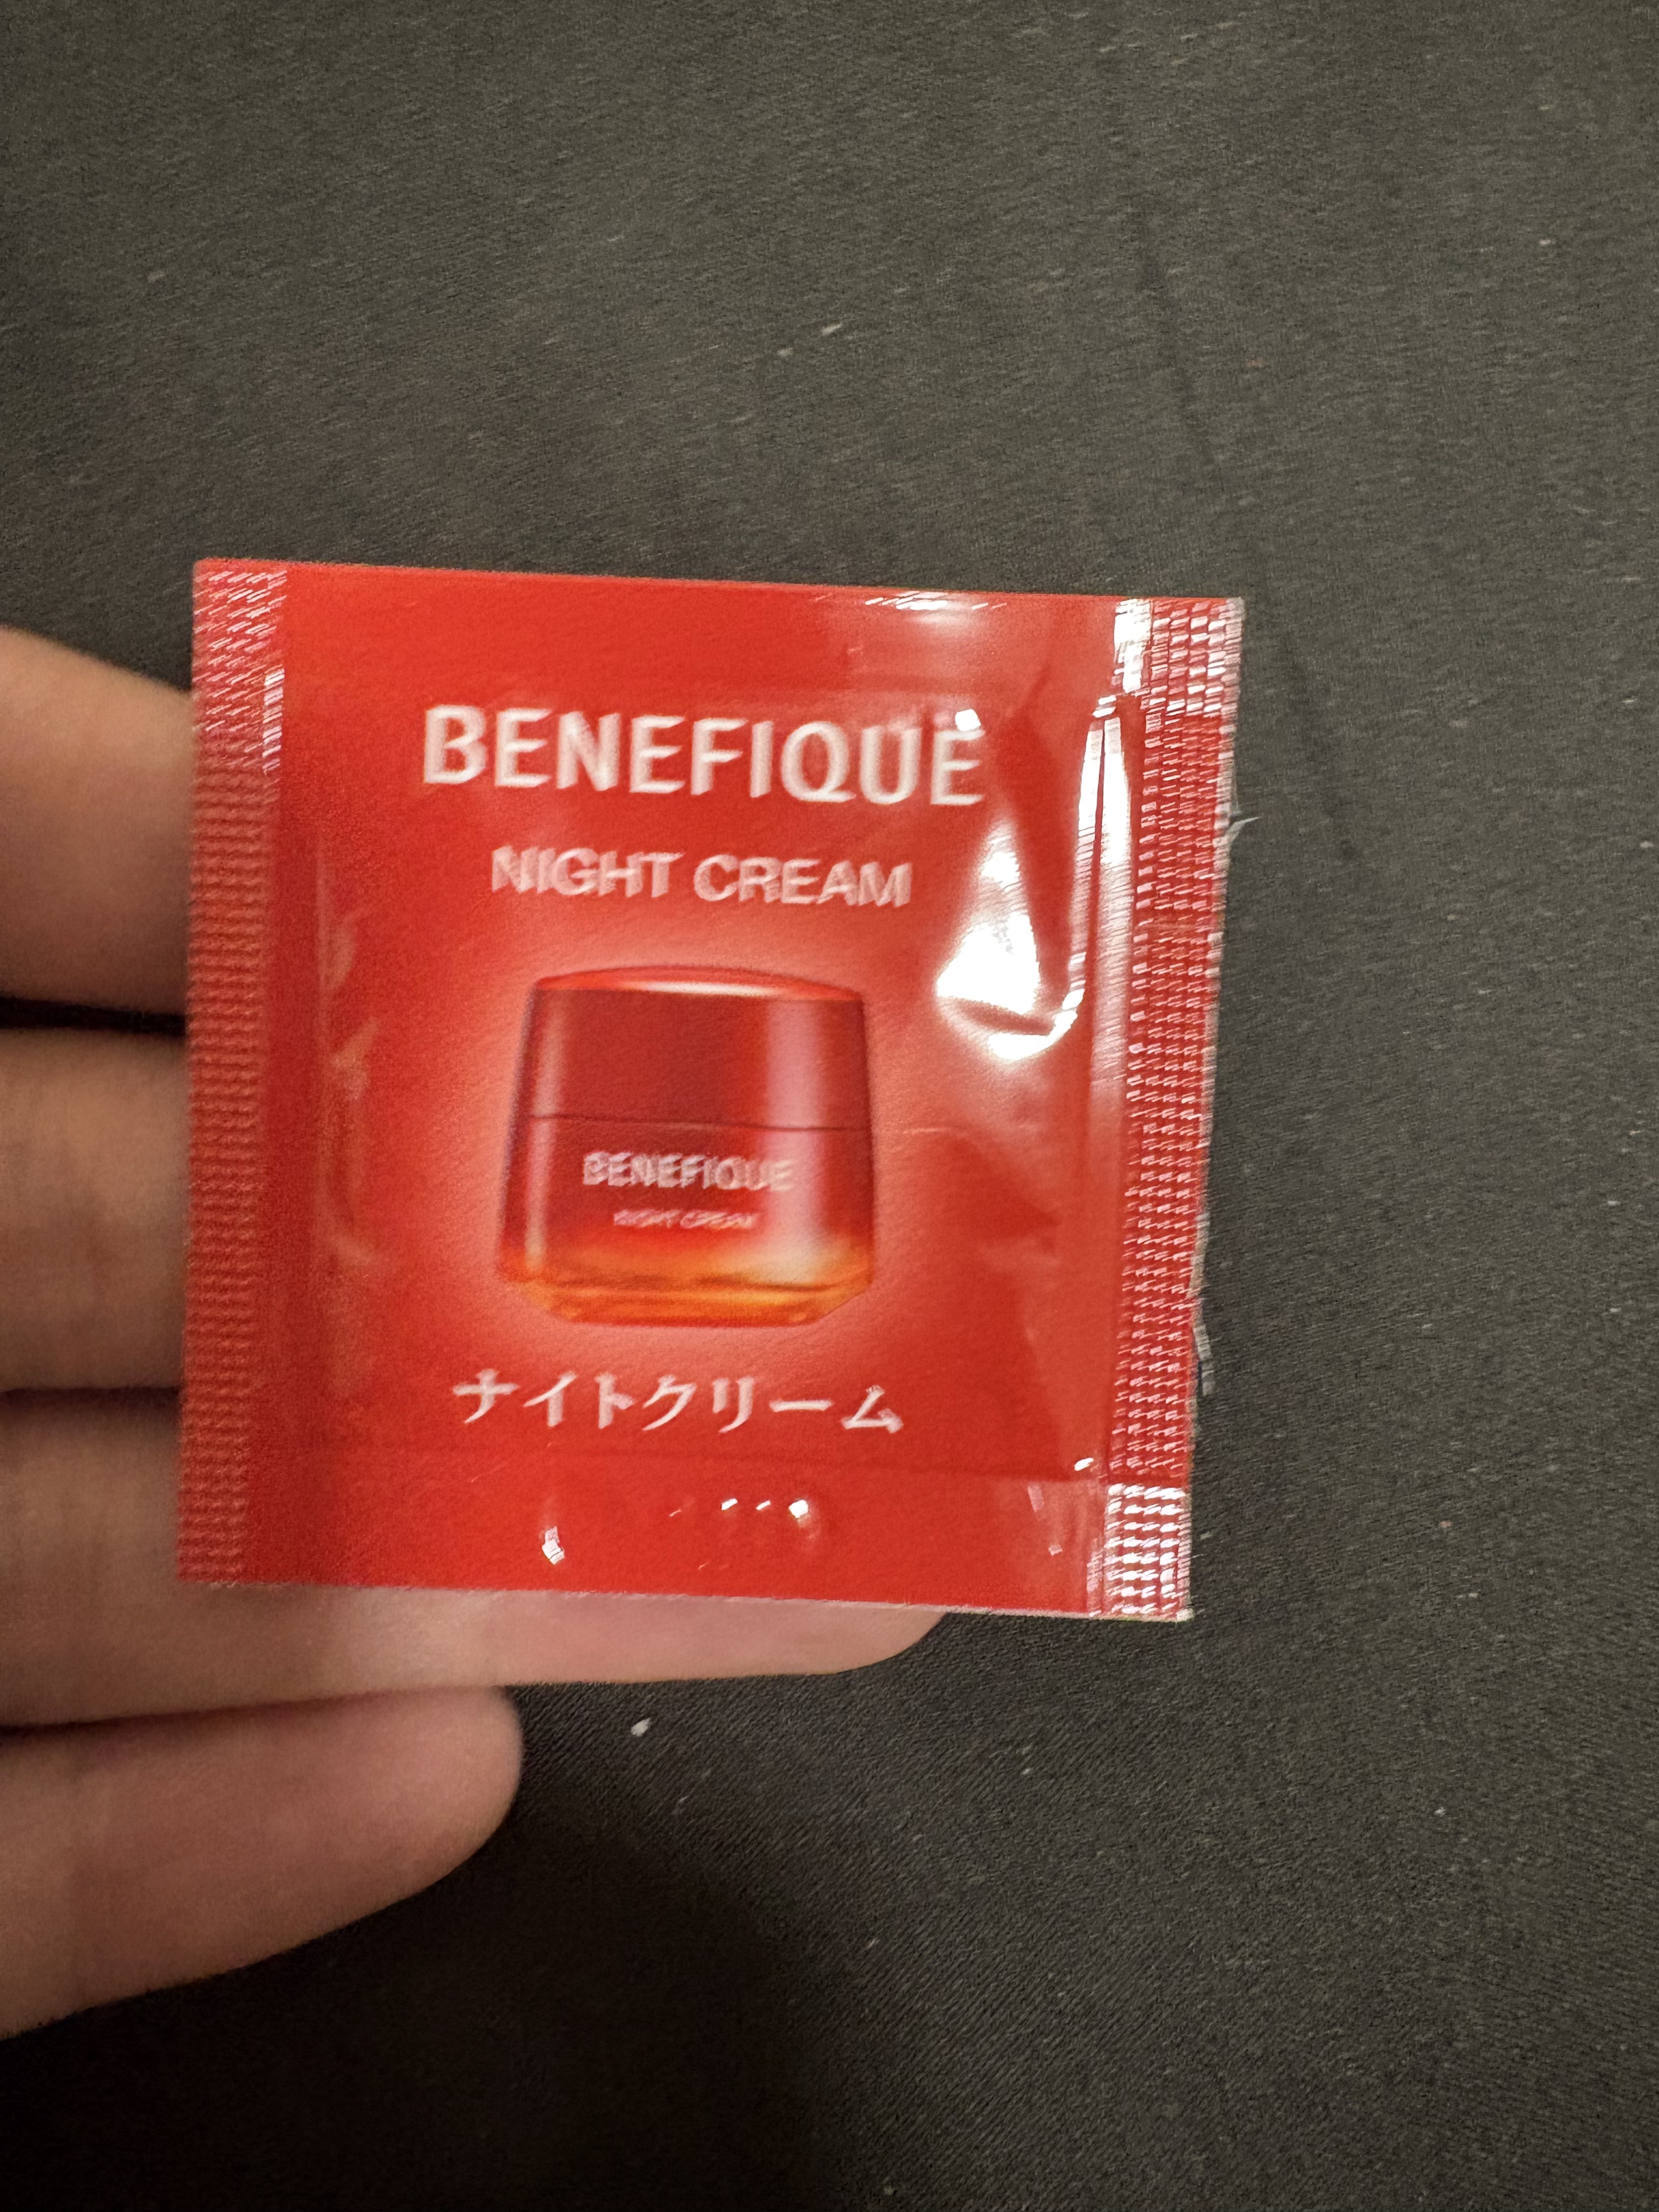 BENEFIQUE
NIGHT CREAM
BENEFIQUE
NIGHT CREAM
ナイトクリーム